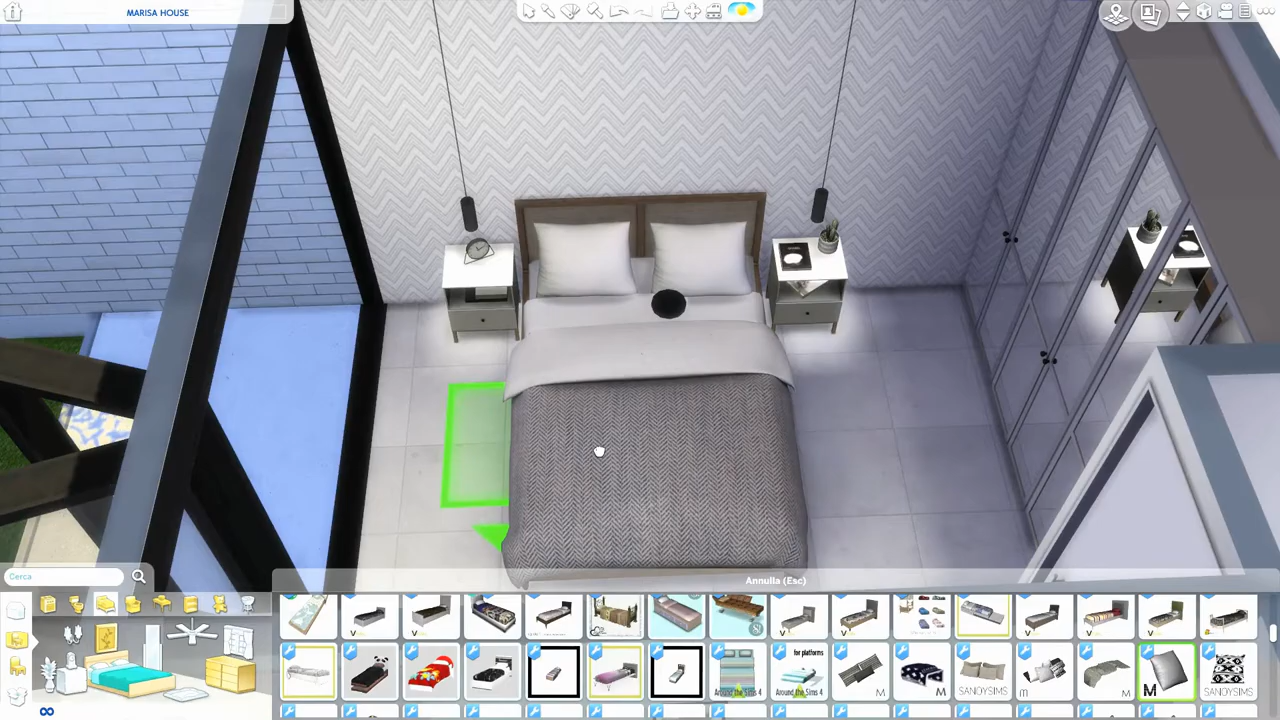 MARISA HOUSE
Cerca
Annulla (Esc)
for platforms
Around the Sims 4
Around the Sims 4
M
M
SANOYSIMS
m
M
M
SANOYSIMS